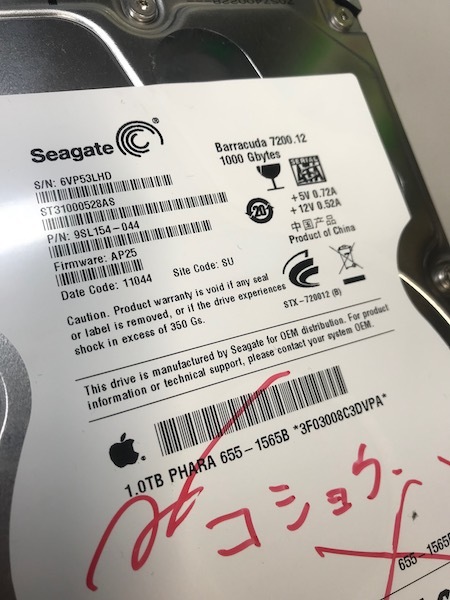 Seagate
S/N: 6VP53LHD
ST31000528AS
P/N: 9SL154-044
Firmware: AP25
Date Code: 11044
Site Code: SU
Barracuda 7200.12
1000 Gbytes
SERIAL
+5V 0.72A
+12V 0.52A
20
中国产品
Product of China
Caution. Product warranty is void if any seal
or label is removed, or if the drive experiences
shock in excess of 350 Gs.
STX-720012 (B)
This drive is manufactured by Seagate for OEM distribution. For product
information or technical support, please contact your system OEM.
1.0TB PHARA 655-1565B *3F03008C3DVPA*
コショウ
655-1565B